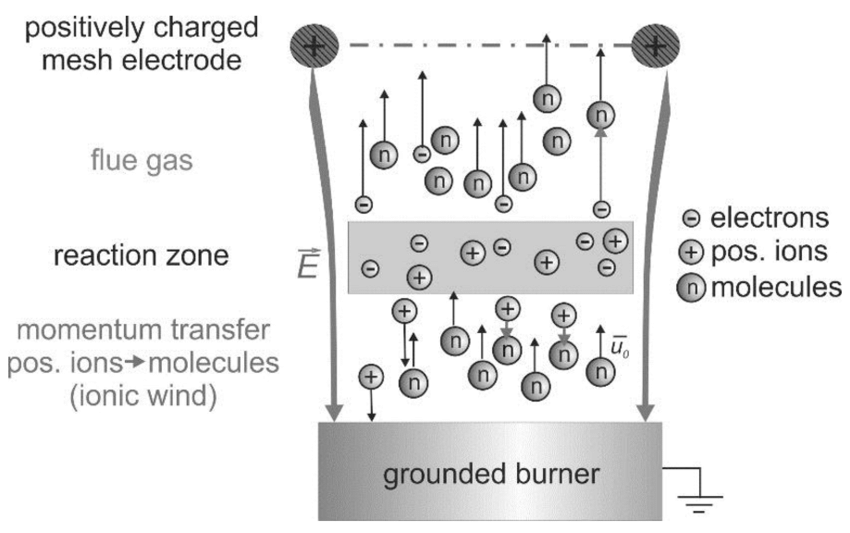 positively charged
mesh electrode
+
+
n
n
n
n
-
n
n
n
n
n
flue gas
-
-
-
reaction zone
E
-
+
-
-
+
-
+
+
-
- electrons
+ pos. ions
n molecules
momentum transfer
pos. ions→molecules
(ionic wind)
+
+
+
n
n
n
u₀
+
n
n
n
n
grounded burner